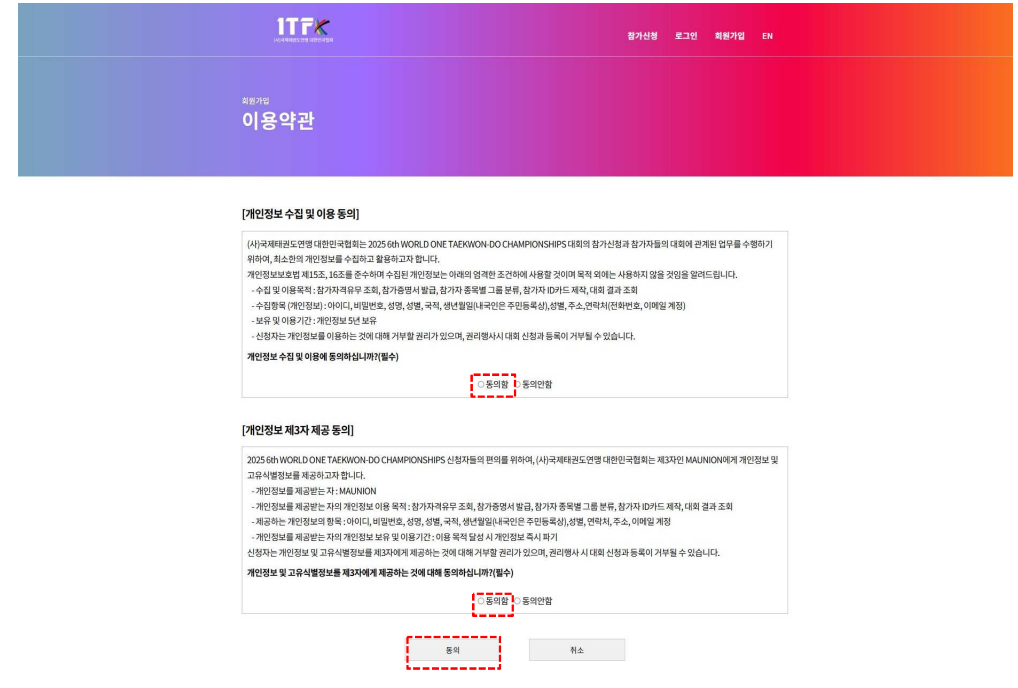 ITFK
(사)국제태권도연맹 대한민국협회
참가신청 로그인 회원가입 EN
회원가입
이용약관
[개인정보 수집 및 이용 동의]
(사)국제태권도연맹 대한민국협회는 2025 6th WORLD ONE TAEKWON-DO CHAMPIONSHIPS 대회의 참가신청과 참가자들의 대회에 관계된 업무를 수행하기
위하여, 최소한의 개인정보를 수집하고 활용하고자 합니다.
개인정보보호법 제15조, 16조를 준수하며 수집된 개인정보는 아래의 엄격한 조건하에 사용할 것이며 목적 외에는 사용하지 않을 것임을 알려드립니다.
- 수집 및 이용목적 : 참가자격유무 조회, 참가증명서 발급, 참가자 종목별 그룹 분류, 참가자 ID카드 제작, 대회 결과 조회
- 수집항목 (개인정보) : 아이디, 비밀번호, 성명, 성별, 국적, 생년월일(내국인은 주민등록상),성별, 주소,연락처(전화번호, 이메일 계정)
- 보유 및 이용기간 : 개인정보 5년 보유
- 신청자는 개인정보를 이용하는 것에 대해 거부할 권리가 있으며, 권리행사시 대회 신청과 등록이 거부될 수 있습니다.
개인정보 수집 및 이용에 동의하십니까?(필수)
동의함 동의안함
[개인정보 제3자 제공 동의]
2025 6th WORLD ONE TAEKWON-DO CHAMPIONSHIPS 신청자들의 편의를 위하여, (사)국제태권도연맹 대한민국협회는 제3자인 MAUNION에게 개인정보 및
고유식별정보를 제공하고자 합니다.
- 개인정보를 제공받는 자 : MAUNION
- 개인정보를 제공받는 자의 개인정보 이용 목적 : 참가자격유무 조회, 참가증명서 발급, 참가자 종목별 그룹 분류, 참가자 ID카드 제작, 대회 결과 조회
- 제공하는 개인정보의 항목 : 아이디, 비밀번호, 성명, 성별, 국적, 생년월일(내국인은 주민등록상),성별, 연락처, 주소, 이메일 계정
- 개인정보를 제공받는 자의 개인정보 보유 및 이용기간 : 이용 목적 달성 시 개인정보 즉시 파기
신청자는 개인정보 및 고유식별정보를 제3자에게 제공하는 것에 대해 거부할 권리가 있으며, 권리행사 시 대회 신청과 등록이 거부될 수 있습니다.
개인정보 및 고유식별정보를 제3자에게 제공하는 것에 대해 동의하십니까?(필수)
동의함 동의안함
동의 취소